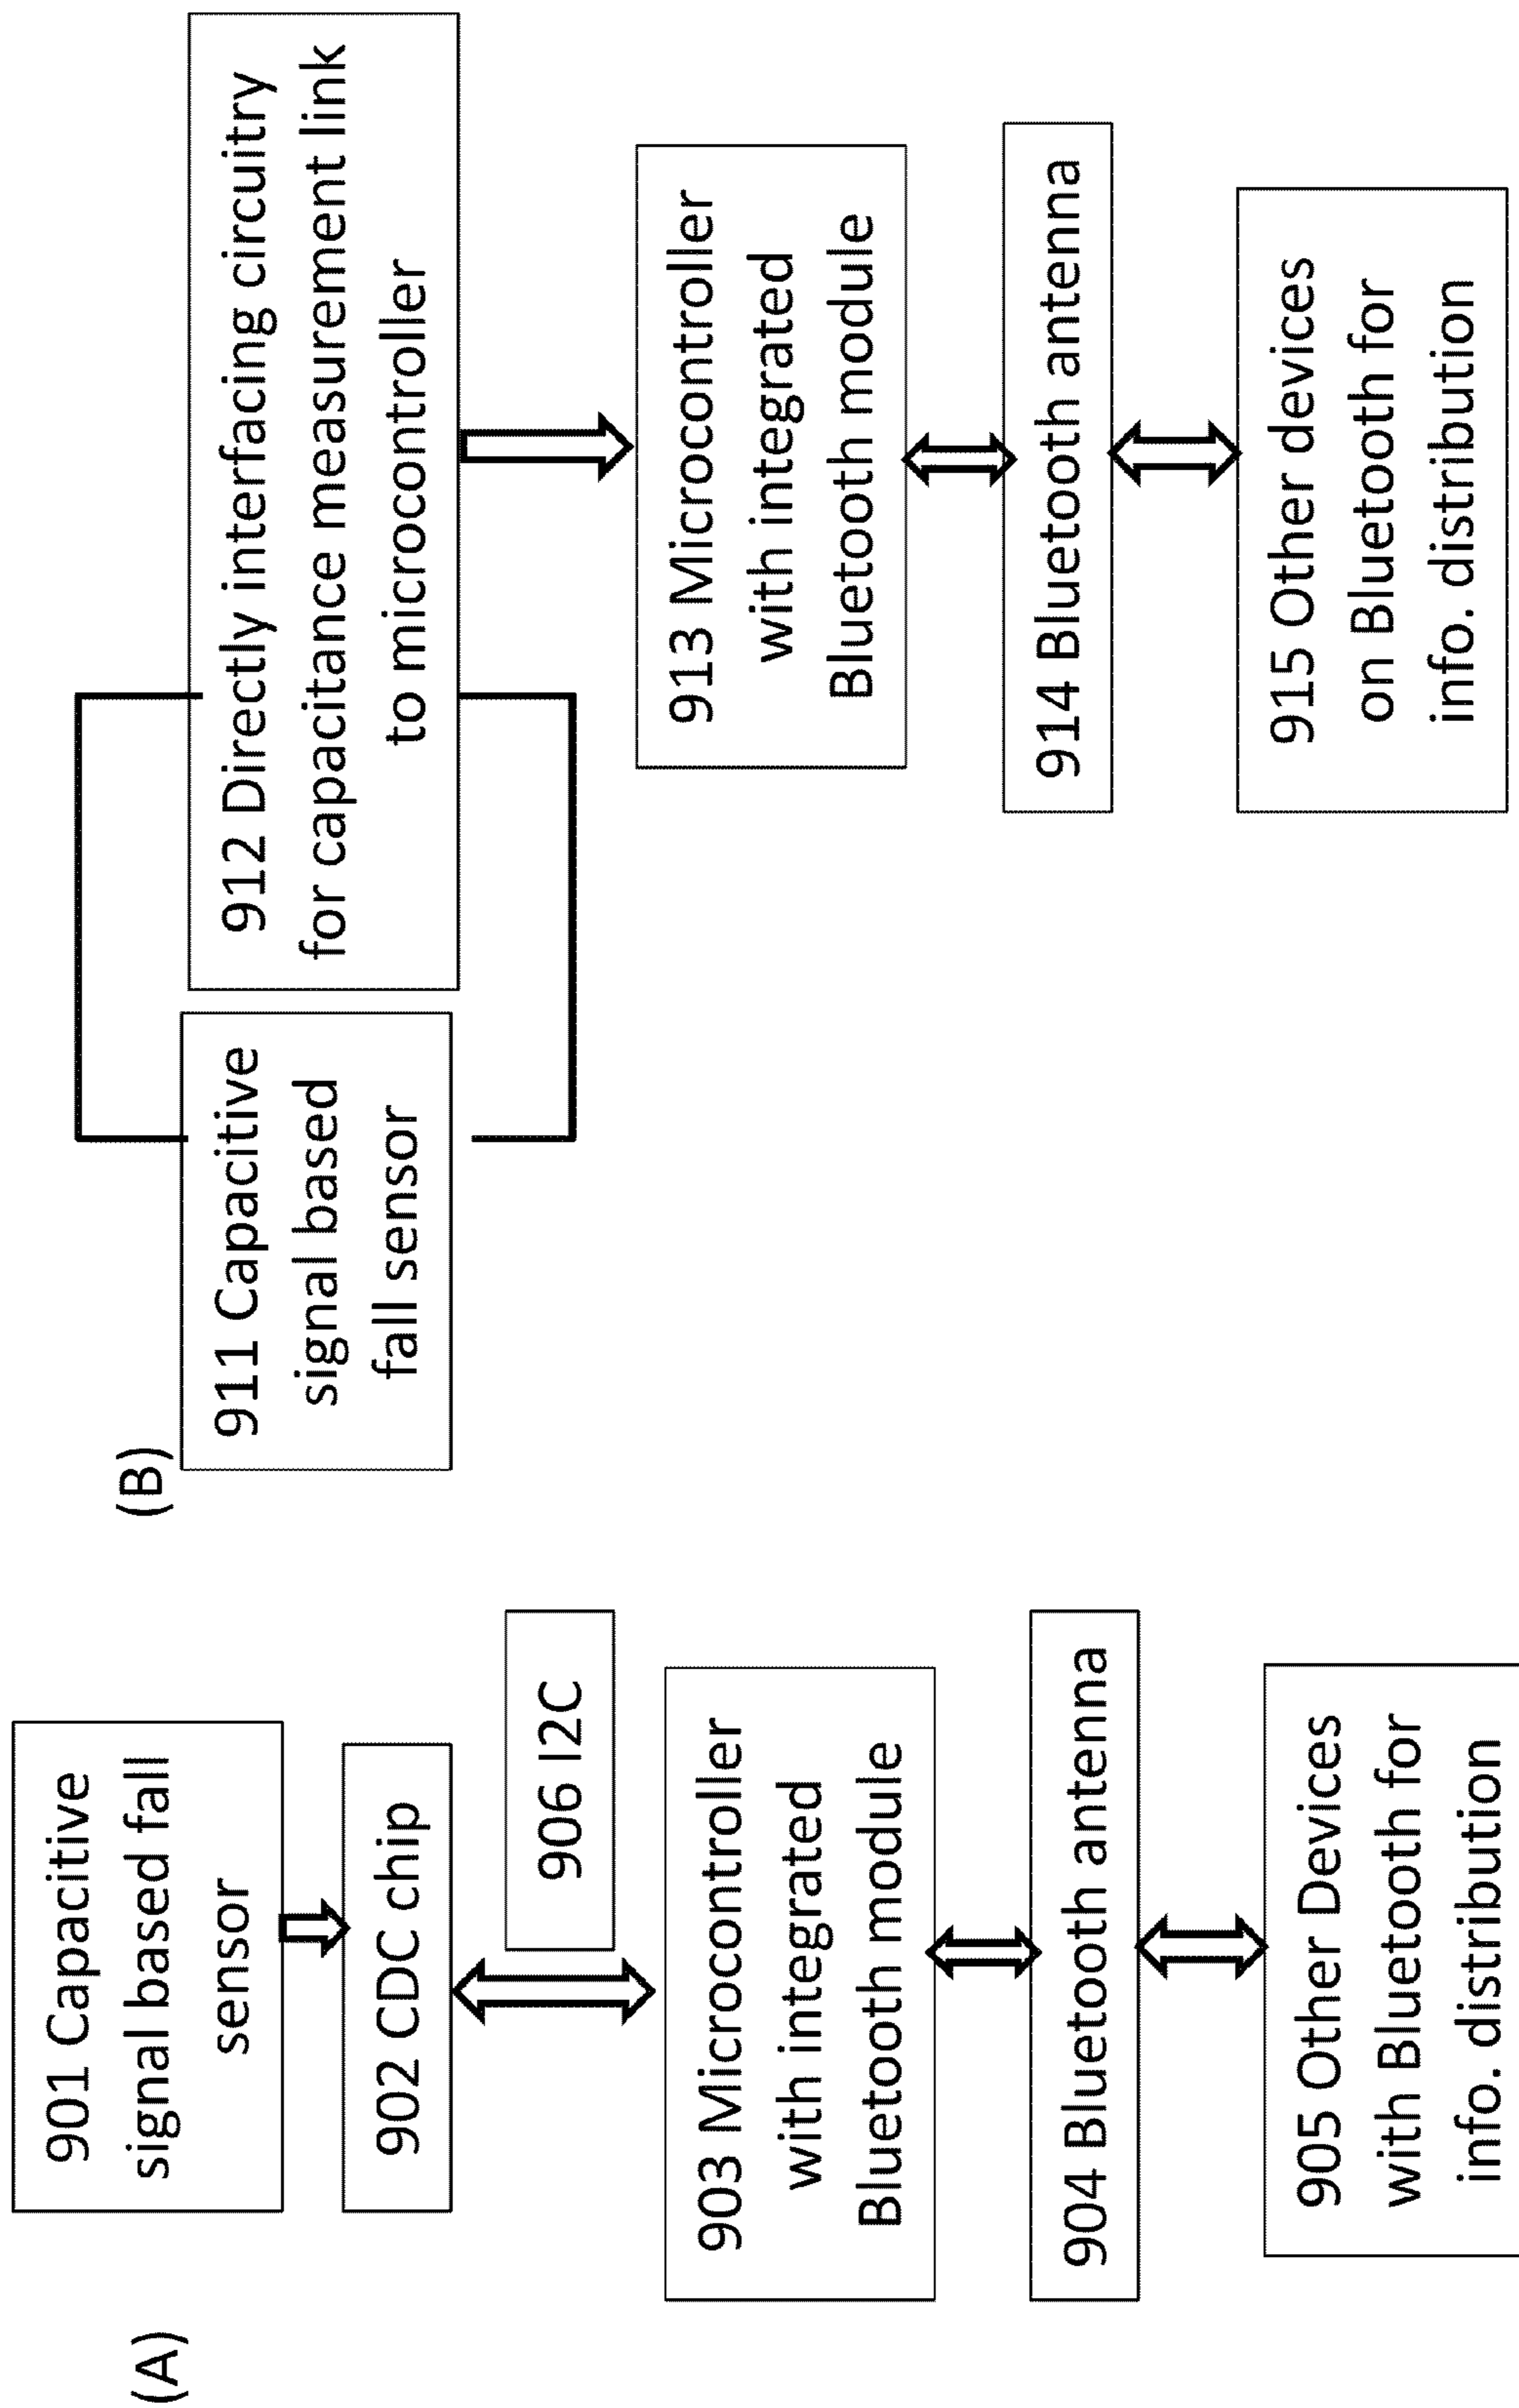 (A)
901 Capacitive
signal based fall
sensor
902 CDC chip
906 I2C
903 Microcontroller
with integrated
Bluetooth module
904 Bluetooth antenna
905 Other Devices
with Bluetooth for
info. distribution
(B)
911 Capacitive
signal based
fall sensor
912 Directly interfacing circuitry
for capacitance measurement link
to microcontroller
913 Microcontroller
with integrated
Bluetooth module
914 Bluetooth antenna
915 Other devices
on Bluetooth for
info. distribution